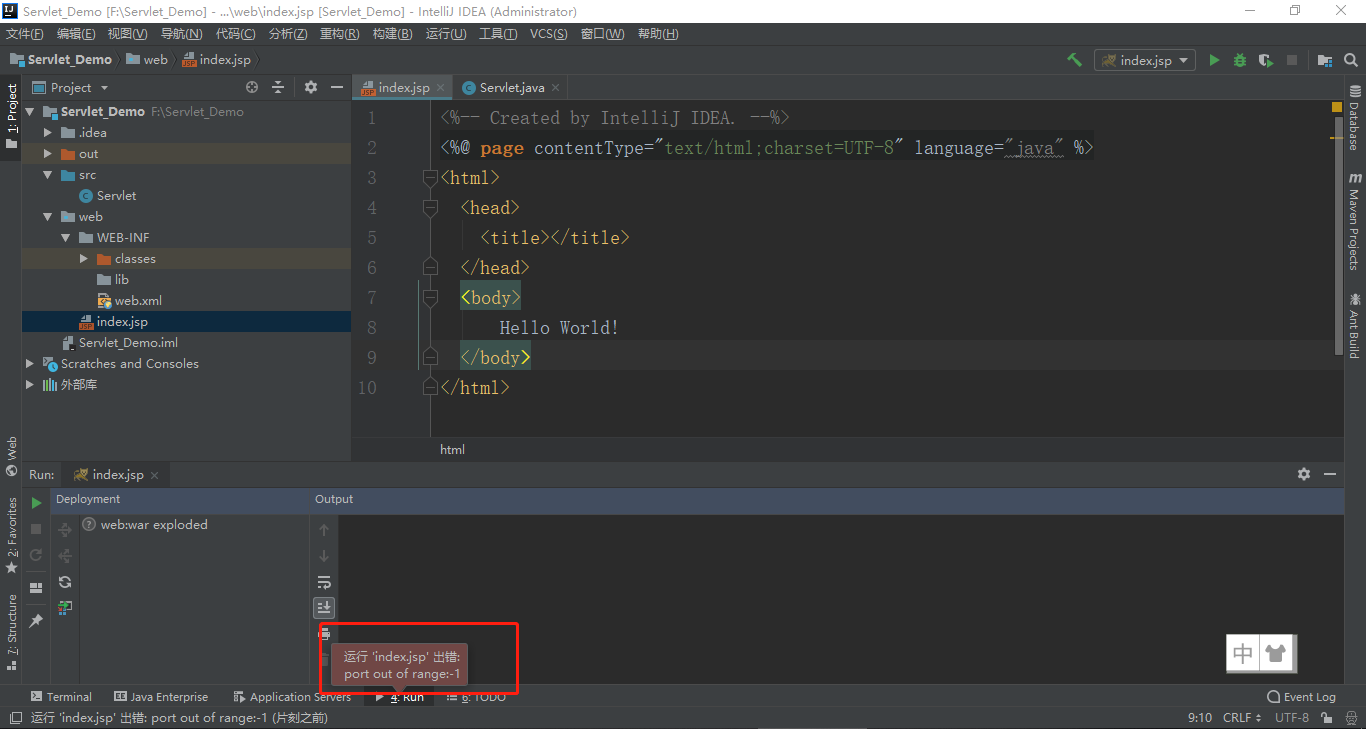 Servlet_Demo [F:\Servlet_Demo] - ...\web\index.jsp [Servlet_Demo] - IntelliJ IDEA (Administrator)
文件(F) 编辑(E) 视图(V) 导航(N) 代码(C) 分析(Z) 重构(R) 构建(B) 运行(U) 工具(T) VCS(S) 窗口(W) 帮助(H)
Servlet_Demo web index.jsp
index.jsp
1: Project
Project
index.jsp Servlet.java
Servlet_Demo F:\Servlet_Demo
.idea
out
src
Servlet
web
WEB-INF
classes
lib
web.xml
index.jsp
Servlet_Demo.iml
Scratches and Consoles
外部库
1 <%-- Created by IntelliJ IDEA. --%>
2 <%@ page contentType="text/html;charset=UTF-8" language="java" %>
3 <html>
4 <head>
5 <title></title>
6 </head>
7 <body>
8 Hello World!
9 </body>
10 </html>
html
Database
Maven Projects
Ant Build
Web
2: Favorites
7: Structure
Run: index.jsp
Deployment Output
web:war exploded
运行 'index.jsp' 出错:
port out of range:-1
中
Terminal Java Enterprise Application Servers 4: Run 6: TODO Event Log
运行 'index.jsp' 出错: port out of range:-1 (片刻之前) 9:10 CRLF UTF-8